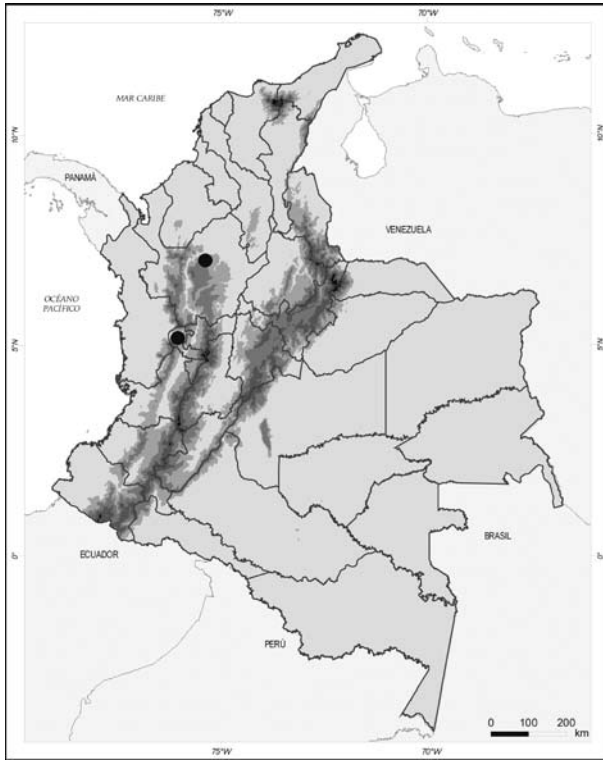 75°W 70°W
MAR CARIBE
10°N 10°N
PANAMÁ
VENEZUELA
OCÉANO
PACÍFICO
5°N 5°N
ECUADOR
BRASIL
0° 0°
PERÚ
0 100 200
km
75°W 70°W